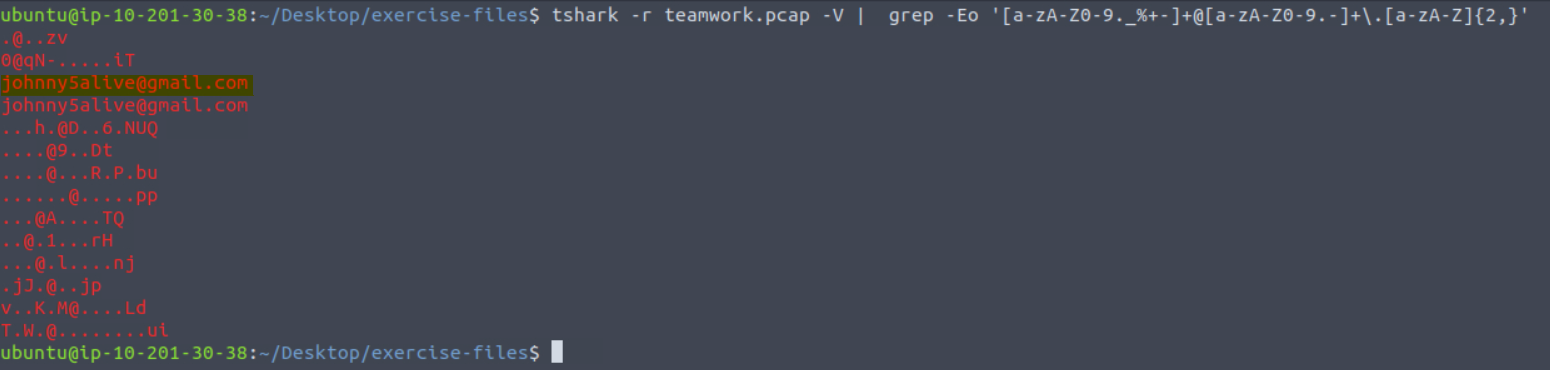 ubuntu@ip-10-201-30-38:~/Desktop/exercise-files$ tshark -r teamwork.pcap -V |  grep -Eo '[a-zA-Z0-9._%+-]+@[a-zA-Z0-9.-]+\.[a-zA-Z]{2,}'
.@..zv
0@qN-.....iT
johnny5alive@gmail.com
johnny5alive@gmail.com
...h.@D..6.NUQ
....@9..Dt
....@...R.P.bu
......@.....pp
...@A....TQ
..@.1...rH
...@.l....nj
.jJ.@..jp
v..K.M@....Ld
T.W.@........ui
ubuntu@ip-10-201-30-38:~/Desktop/exercise-files$